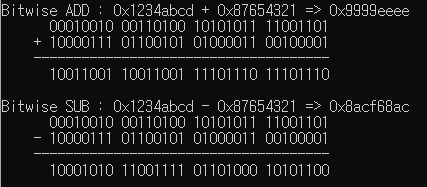 Bitwise ADD : 0x1234abcd + 0x87654321 => 0x9999eeee
00010010 00110100 10101011 11001101
+ 10000111 01100101 01000011 00100001
---------------------------------------
10011001 10011001 11101110 11101110
Bitwise SUB : 0x1234abcd - 0x87654321 => 0x8acf68ac
00010010 00110100 10101011 11001101
- 10000111 01100101 01000011 00100001
---------------------------------------
10001010 11001111 01101000 10101100